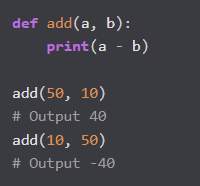 def add(a, b):
    print(a - b)

add(50, 10)
# Output 40
add(10, 50)
# Output -40